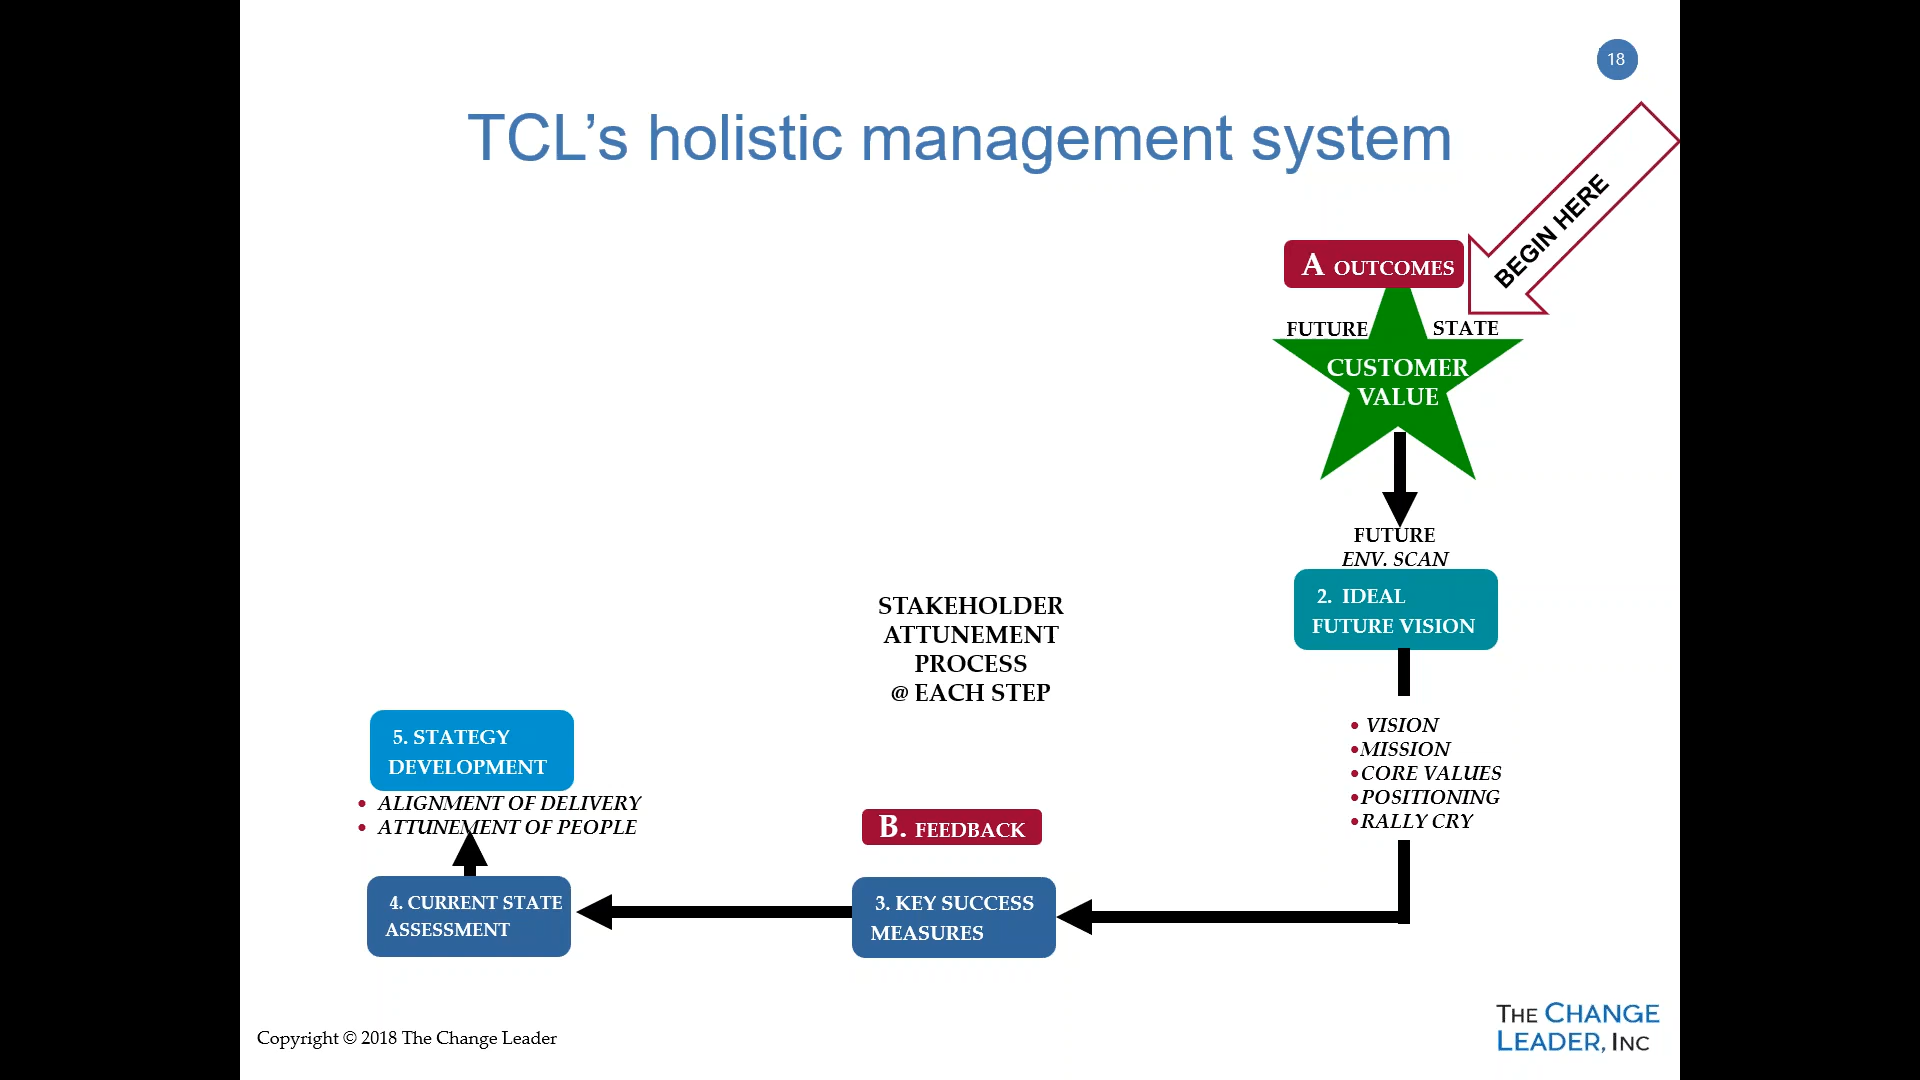 18
TCL’s holistic management system
BEGIN HERE
A OUTCOMES
FUTURE STATE
CUSTOMER
VALUE
FUTURE
ENV. SCAN
2. IDEAL
FUTURE VISION
• VISION
•MISSION
•CORE VALUES
•POSITIONING
•RALLY CRY
STAKEHOLDER
ATTUNEMENT
PROCESS
@ EACH STEP
B. FEEDBACK
3. KEY SUCCESS
MEASURES
5. STATEGY
DEVELOPMENT
• ALIGNMENT OF DELIVERY
• ATTUNEMENT OF PEOPLE
4. CURRENT STATE
ASSESSMENT
Copyright © 2018 The Change Leader
THE CHANGE
LEADER, INC